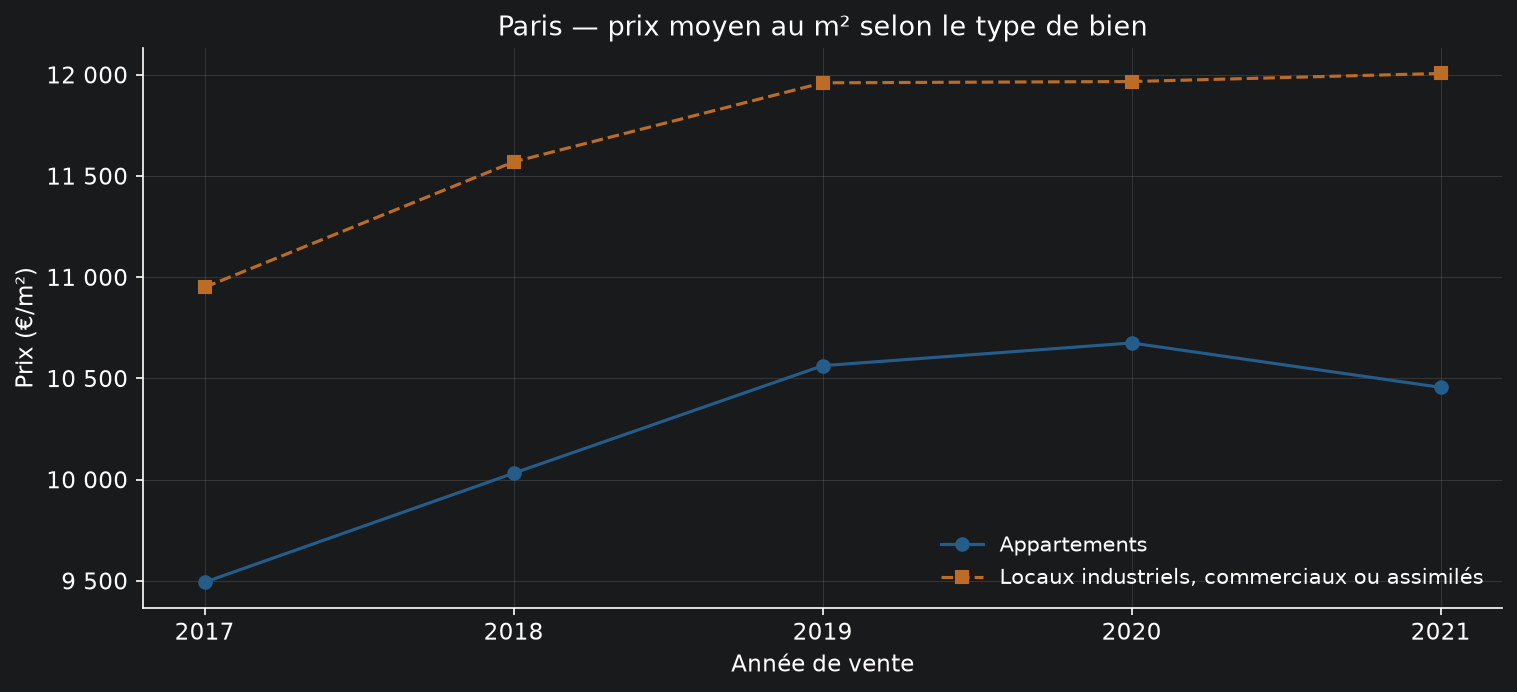 Paris — prix moyen au m² selon le type de bien
Prix (€/m²)
12 000
11 500
11 000
10 500
10 000
9 500
Appartements
Locaux industriels, commerciaux ou assimilés
2017 2018 2019 2020 2021
Année de vente